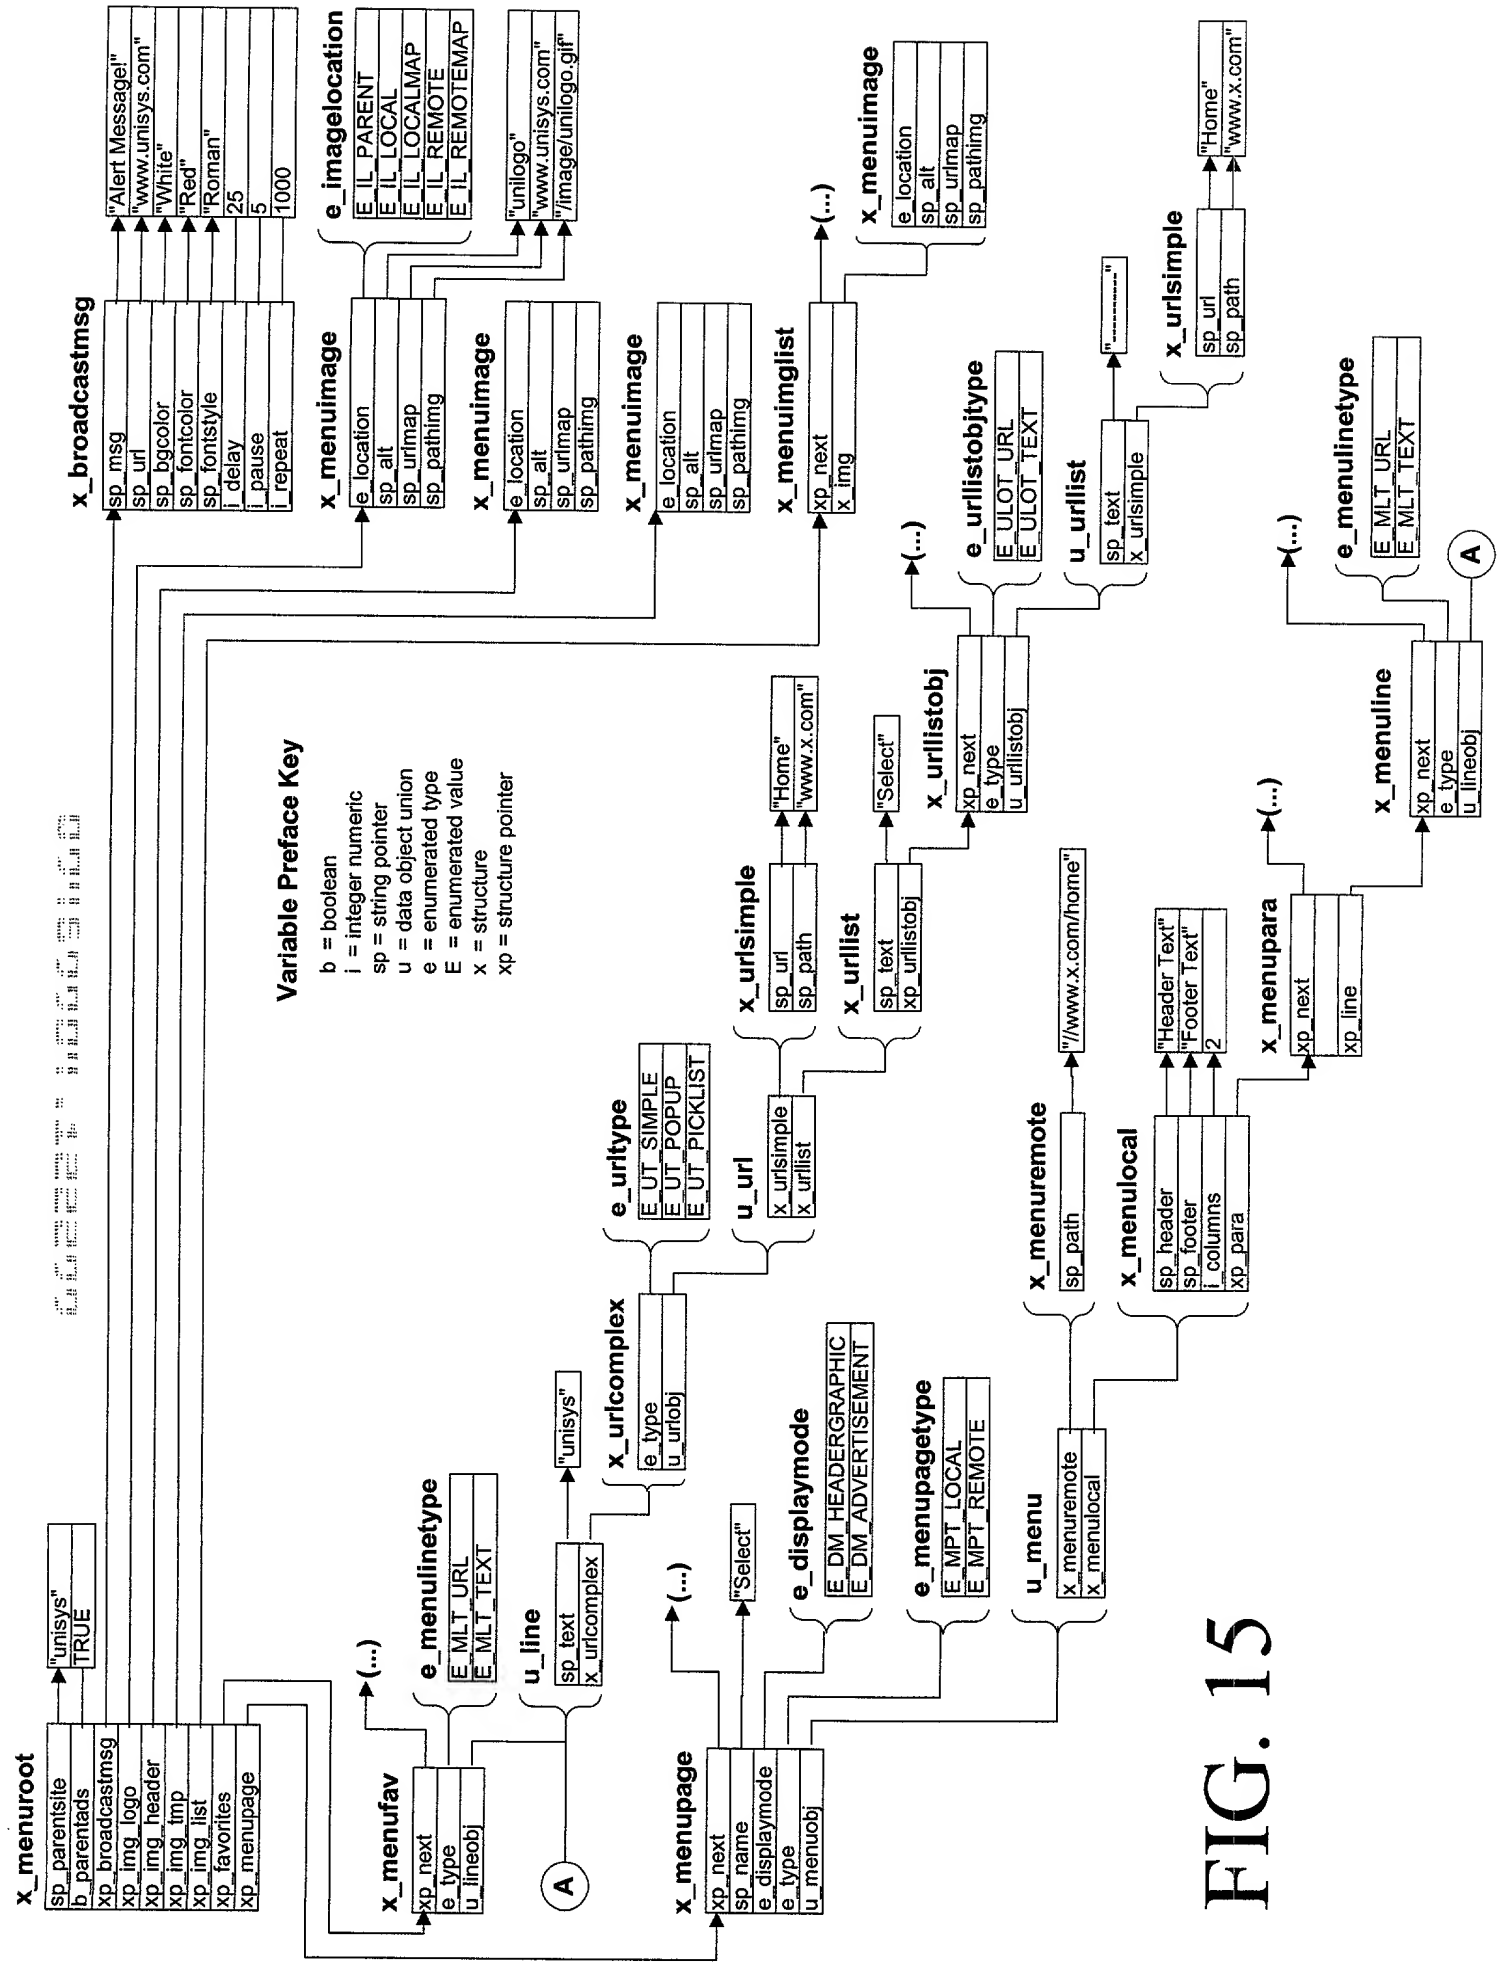 x_menuroot
sp_parentsite
b_parentads
xp_broadcastmsg
xp_img_logo
xp_img_header
xp_img_tmp
xp_img_list
xp_favorites
xp_menupage
"unisys"
TRUE
x_broadcastmsg
sp_msg
sp_url
sp_bgcolor
sp_fontcolor
sp_fontstyle
i_delay
i_pause
i_repeat
"Alert Message!"
"www.unisys.com"
"White"
"Red"
"Roman"
25
5
1000
x_menuimage
e_location
sp_alt
sp_urlmap
sp_pathimg
e_imagelocation
E_IL_PARENT
E_IL_LOCAL
E_IL_LOCALMAP
E_IL_REMOTE
E_IL_REMOTEMAP
"unilogo"
"www.unisys.com"
"/image/unilogo.gif"
x_menuimage
e_location
sp_alt
sp_urlmap
sp_pathimg
x_menuimage
e_location
sp_alt
sp_urlmap
sp_pathimg
x_menuimglist
xp_next
x_img
(...)
x_menuimage
e_location
sp_alt
sp_urlmap
sp_pathimg
Variable Preface Key
b = boolean
i = integer numeric
sp = string pointer
u = data object union
e = enumerated type
E = enumerated value
x = structure
xp = structure pointer
x_menufav
xp_next
e_type
u_lineobj
(...)
e_menulinetype
E_MLT_URL
E_MLT_TEXT
A
u_line
sp_text
x_urlcomplex
"unisys"
x_urlcomplex
e_type
u_urlobj
e_urltype
E_UT_SIMPLE
E_UT_POPUP
E_UT_PICKLIST
u_url
x_urlsimple
x_urllist
x_urlsimple
sp_url
sp_path
"Home"
"www.x.com"
x_urllist
sp_text
xp_urllistobj
"Select"
x_urllistobj
xp_next
e_type
u_urllistobj
(...)
e_urllistobjtype
E_ULOT_URL
E_ULOT_TEXT
u_urllist
sp_text
x_urlsimple
"----------"
x_urlsimple
sp_url
sp_path
"Home"
"www.x.com"
x_menupage
xp_next
sp_name
e_displaymode
e_type
u_menuobj
(...)
"Select"
e_displaymode
E_DM_HEADERGRAPHIC
E_DM_ADVERTISEMENT
e_menupagetype
E_MPT_LOCAL
E_MPT_REMOTE
u_menu
x_menuremote
x_menulocal
x_menuremote
sp_path
"//www.x.com/home"
x_menulocal
sp_header
sp_footer
i_columns
xp_para
"Header Text"
"Footer Text"
2
x_menupara
xp_next
xp_line
(...)
x_menuline
xp_next
e_type
u_lineobj
(...)
e_menulinetype
E_MLT_URL
E_MLT_TEXT
A
FIG. 15